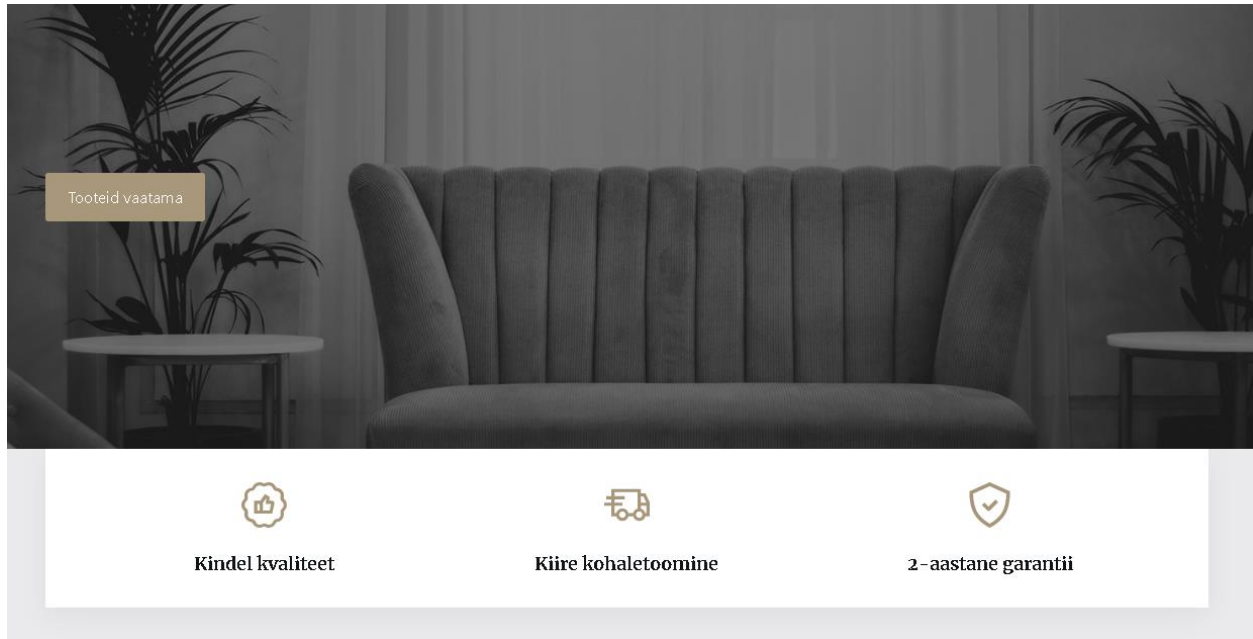 Tooteid vaatama
Kindel kvaliteet
Kiire kohaletoomine
2-aastane garantii